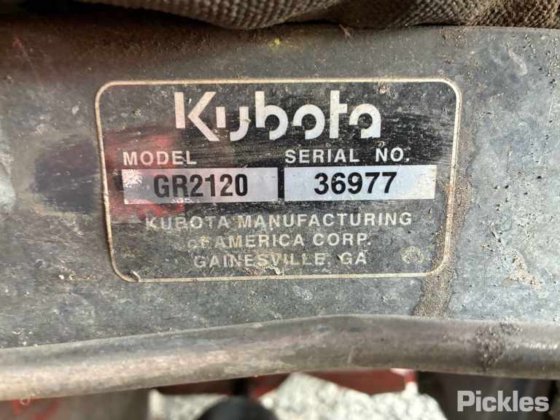 Kubota
MODEL SERIAL NO.
GR2120 36977
KUBOTA MANUFACTURING
OF AMERICA CORP.
GAINESVILLE, GA
Pickles